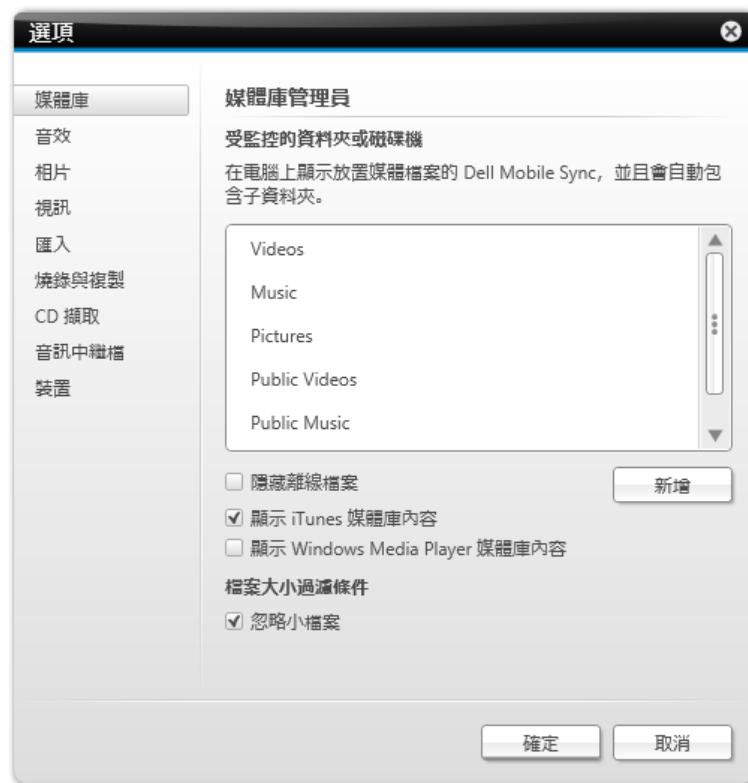 選項
媒體庫
音效
相片
視訊
匯入
燒錄與複製
CD 擷取
音訊中繼檔
裝置
媒體庫管理員
受監控的資料夾或磁碟機
在電腦上顯示放置媒體檔案的 Dell Mobile Sync，並且會自動包
含子資料夾。
Videos
Music
Pictures
Public Videos
Public Music
隱藏離線檔案
新增
顯示 iTunes 媒體庫內容
顯示 Windows Media Player 媒體庫內容
檔案大小過濾條件
忽略小檔案
確定
取消